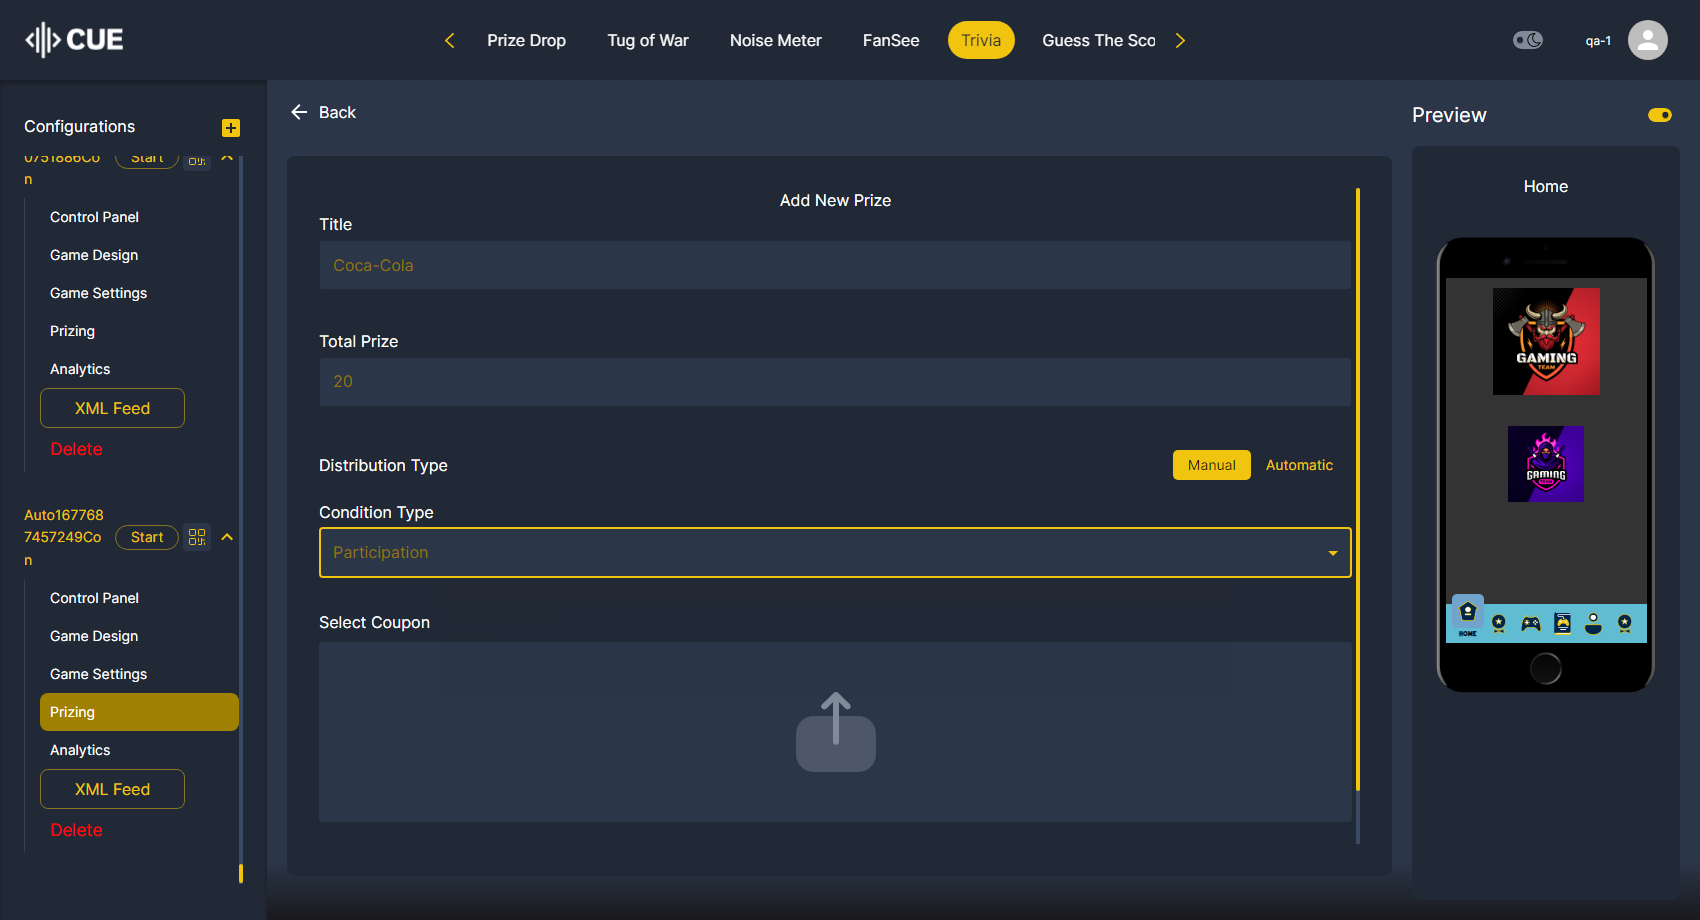 CUE
Prize Drop
Tug of War
Noise Meter
FanSee
Trivia
Guess The Sco
qa-1
Configurations
0751886Co
n
Start
Control Panel
Game Design
Game Settings
Prizing
Analytics
XML Feed
Delete
Auto167768
7457249Co
n
Start
Control Panel
Game Design
Game Settings
Prizing
Analytics
XML Feed
Delete
Back
Add New Prize
Title
Coca-Cola
Total Prize
20
Distribution Type
Manual
Automatic
Condition Type
Participation
Select Coupon
Preview
Home
GAMING
TEAM
GAMING
HOME